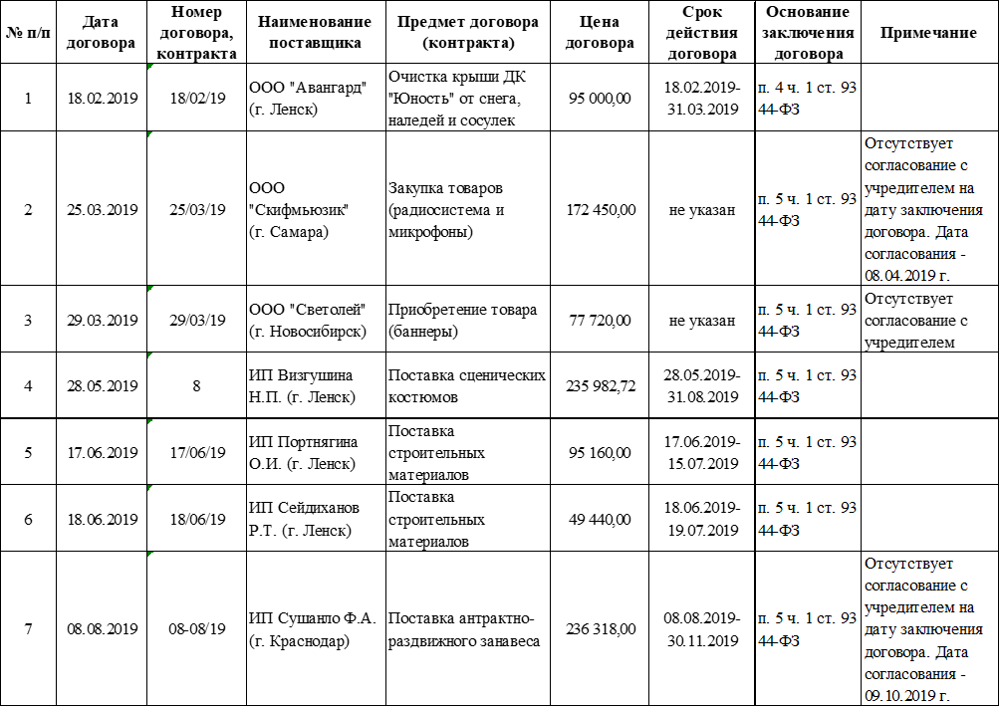 № п/п
Дата
договора
Номер
договора,
контракта
Наименование
поставщика
Предмет договора
(контракта)
Цена
договора
Срок
действия
договора
Основание
заключения
договора
Примечание
1
18.02.2019
18/02/19
ООО "Авангард"
(г. Ленск)
Очистка крыши ДК
"Юность" от снега,
наледей и сосулек
95 000,00
18.02.2019-
31.03.2019
п. 4 ч. 1 ст. 93
44-ФЗ
2
25.03.2019
25/03/19
ООО
"Скифмьюзик"
(г. Самара)
Закупка товаров
(радиосистема и
микрофоны)
172 450,00
не указан
п. 5 ч. 1 ст. 93
44-ФЗ
Отсутствует
согласование с
учредителем на
дату заключения
договора. Дата
согласования -
08.04.2019 г.
3
29.03.2019
29/03/19
ООО "Светолей"
(г. Новосибирск)
Приобретение товара
(баннеры)
77 720,00
не указан
п. 5 ч. 1 ст. 93
44-ФЗ
Отсутствует
согласование с
учредителем
4
28.05.2019
8
ИП Визгушина
Н.П. (г. Ленск)
Поставка сценических
костюмов
235 982,72
28.05.2019-
31.08.2019
п. 5 ч. 1 ст. 93
44-ФЗ
5
17.06.2019
17/06/19
ИП Портнягина
О.И. (г. Ленск)
Поставка
строительных
материалов
95 160,00
17.06.2019-
15.07.2019
п. 5 ч. 1 ст. 93
44-ФЗ
6
18.06.2019
18/06/19
ИП Сейдиханов
Р.Т. (г. Ленск)
Поставка
строительных
материалов
49 440,00
18.06.2019-
19.07.2019
п. 5 ч. 1 ст. 93
44-ФЗ
7
08.08.2019
08-08/19
ИП Сушанло Ф.А.
(г. Краснодар)
Поставка антрактно-
раздвижного занавеса
236 318,00
08.08.2019-
30.11.2019
п. 5 ч. 1 ст. 93
44-ФЗ
Отсутствует
согласование с
учредителем на
дату заключения
договора. Дата
согласования -
09.10.2019 г.